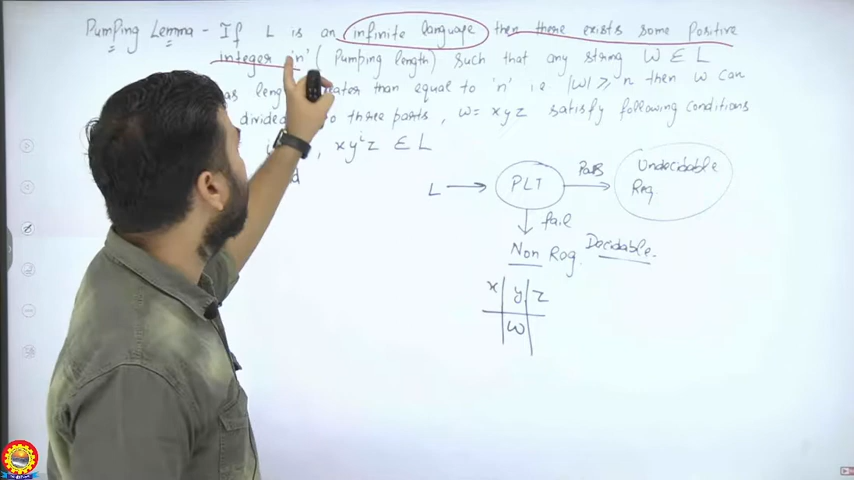 Pumping Lemma - If L is an infinite language then there exists some positive
integer 'n' (Pumping length) such that any string W ∈ L
length greater than equal to 'n' i.e |W| ⩾ n then W can
divided to three parts, W = xyz satisfy following conditions
, xyⁱz ∈ L
L PLT Pass Undecidable
Reg
fail
Non Reg. Decidable.
x y z
W